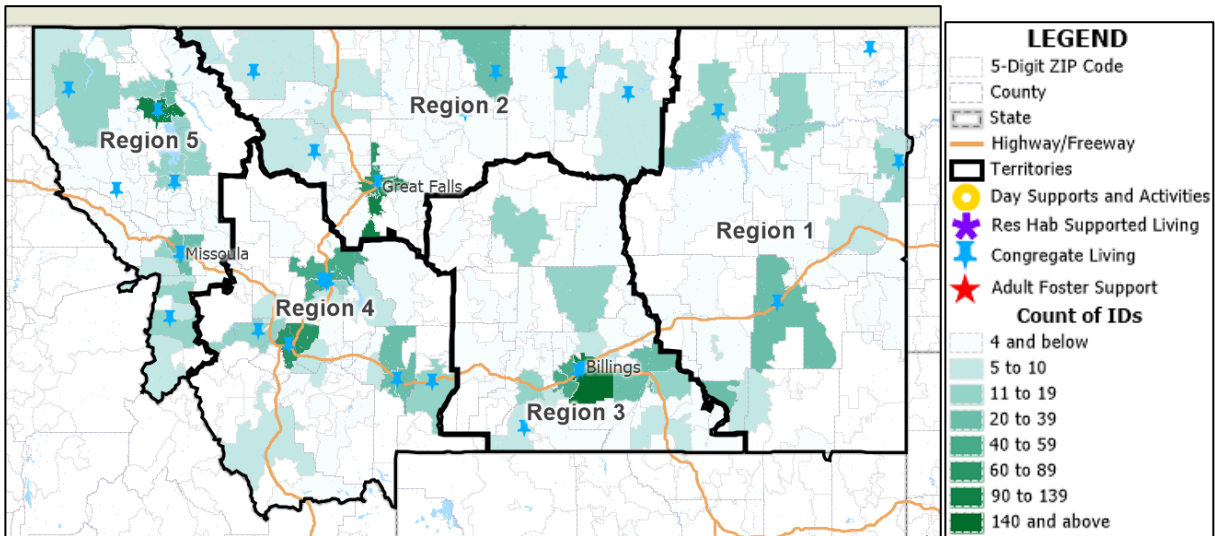 Region 2
Region 5
Great Falls
Region 1
Missoula
Region 4
Billings
Region 3
LEGEND
5-Digit ZIP Code
County
State
Highway/Freeway
Territories
Day Supports and Activities
Res Hab Supported Living
Congregate Living
Adult Foster Support
Count of IDs
4 and below
5 to 10
11 to 19
20 to 39
40 to 59
60 to 89
90 to 139
140 and above